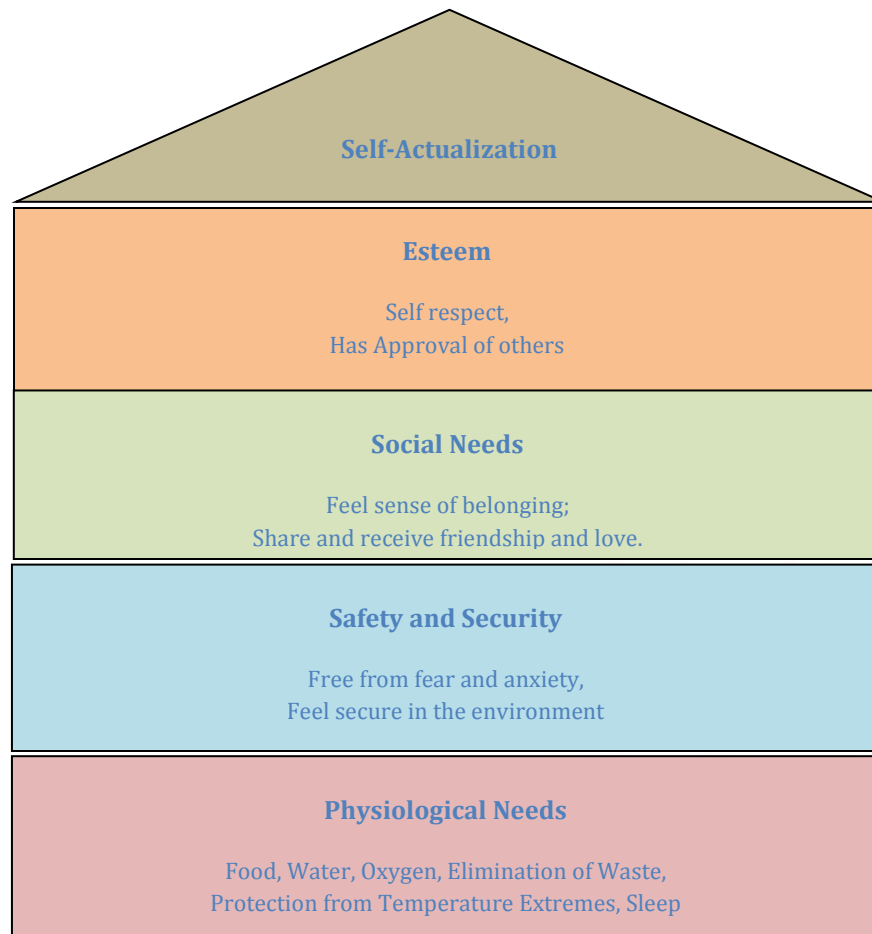 Self-Actualization
Esteem
Self respect,
Has Approval of others
Social Needs
Feel sense of belonging;
Share and receive friendship and love.
Safety and Security
Free from fear and anxiety,
Feel secure in the environment
Physiological Needs
Food, Water, Oxygen, Elimination of Waste,
Protection from Temperature Extremes, Sleep